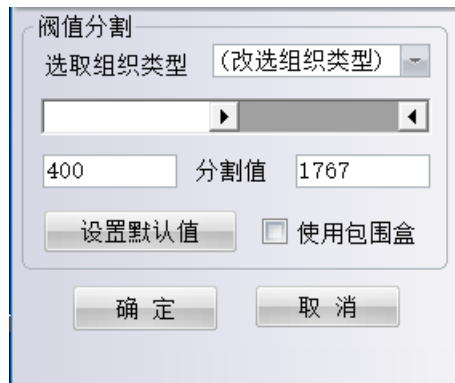 阀值分割
选取组织类型 (改选组织类型)
400 分割值 1767
设置默认值 使用包围盒
确 定 取 消